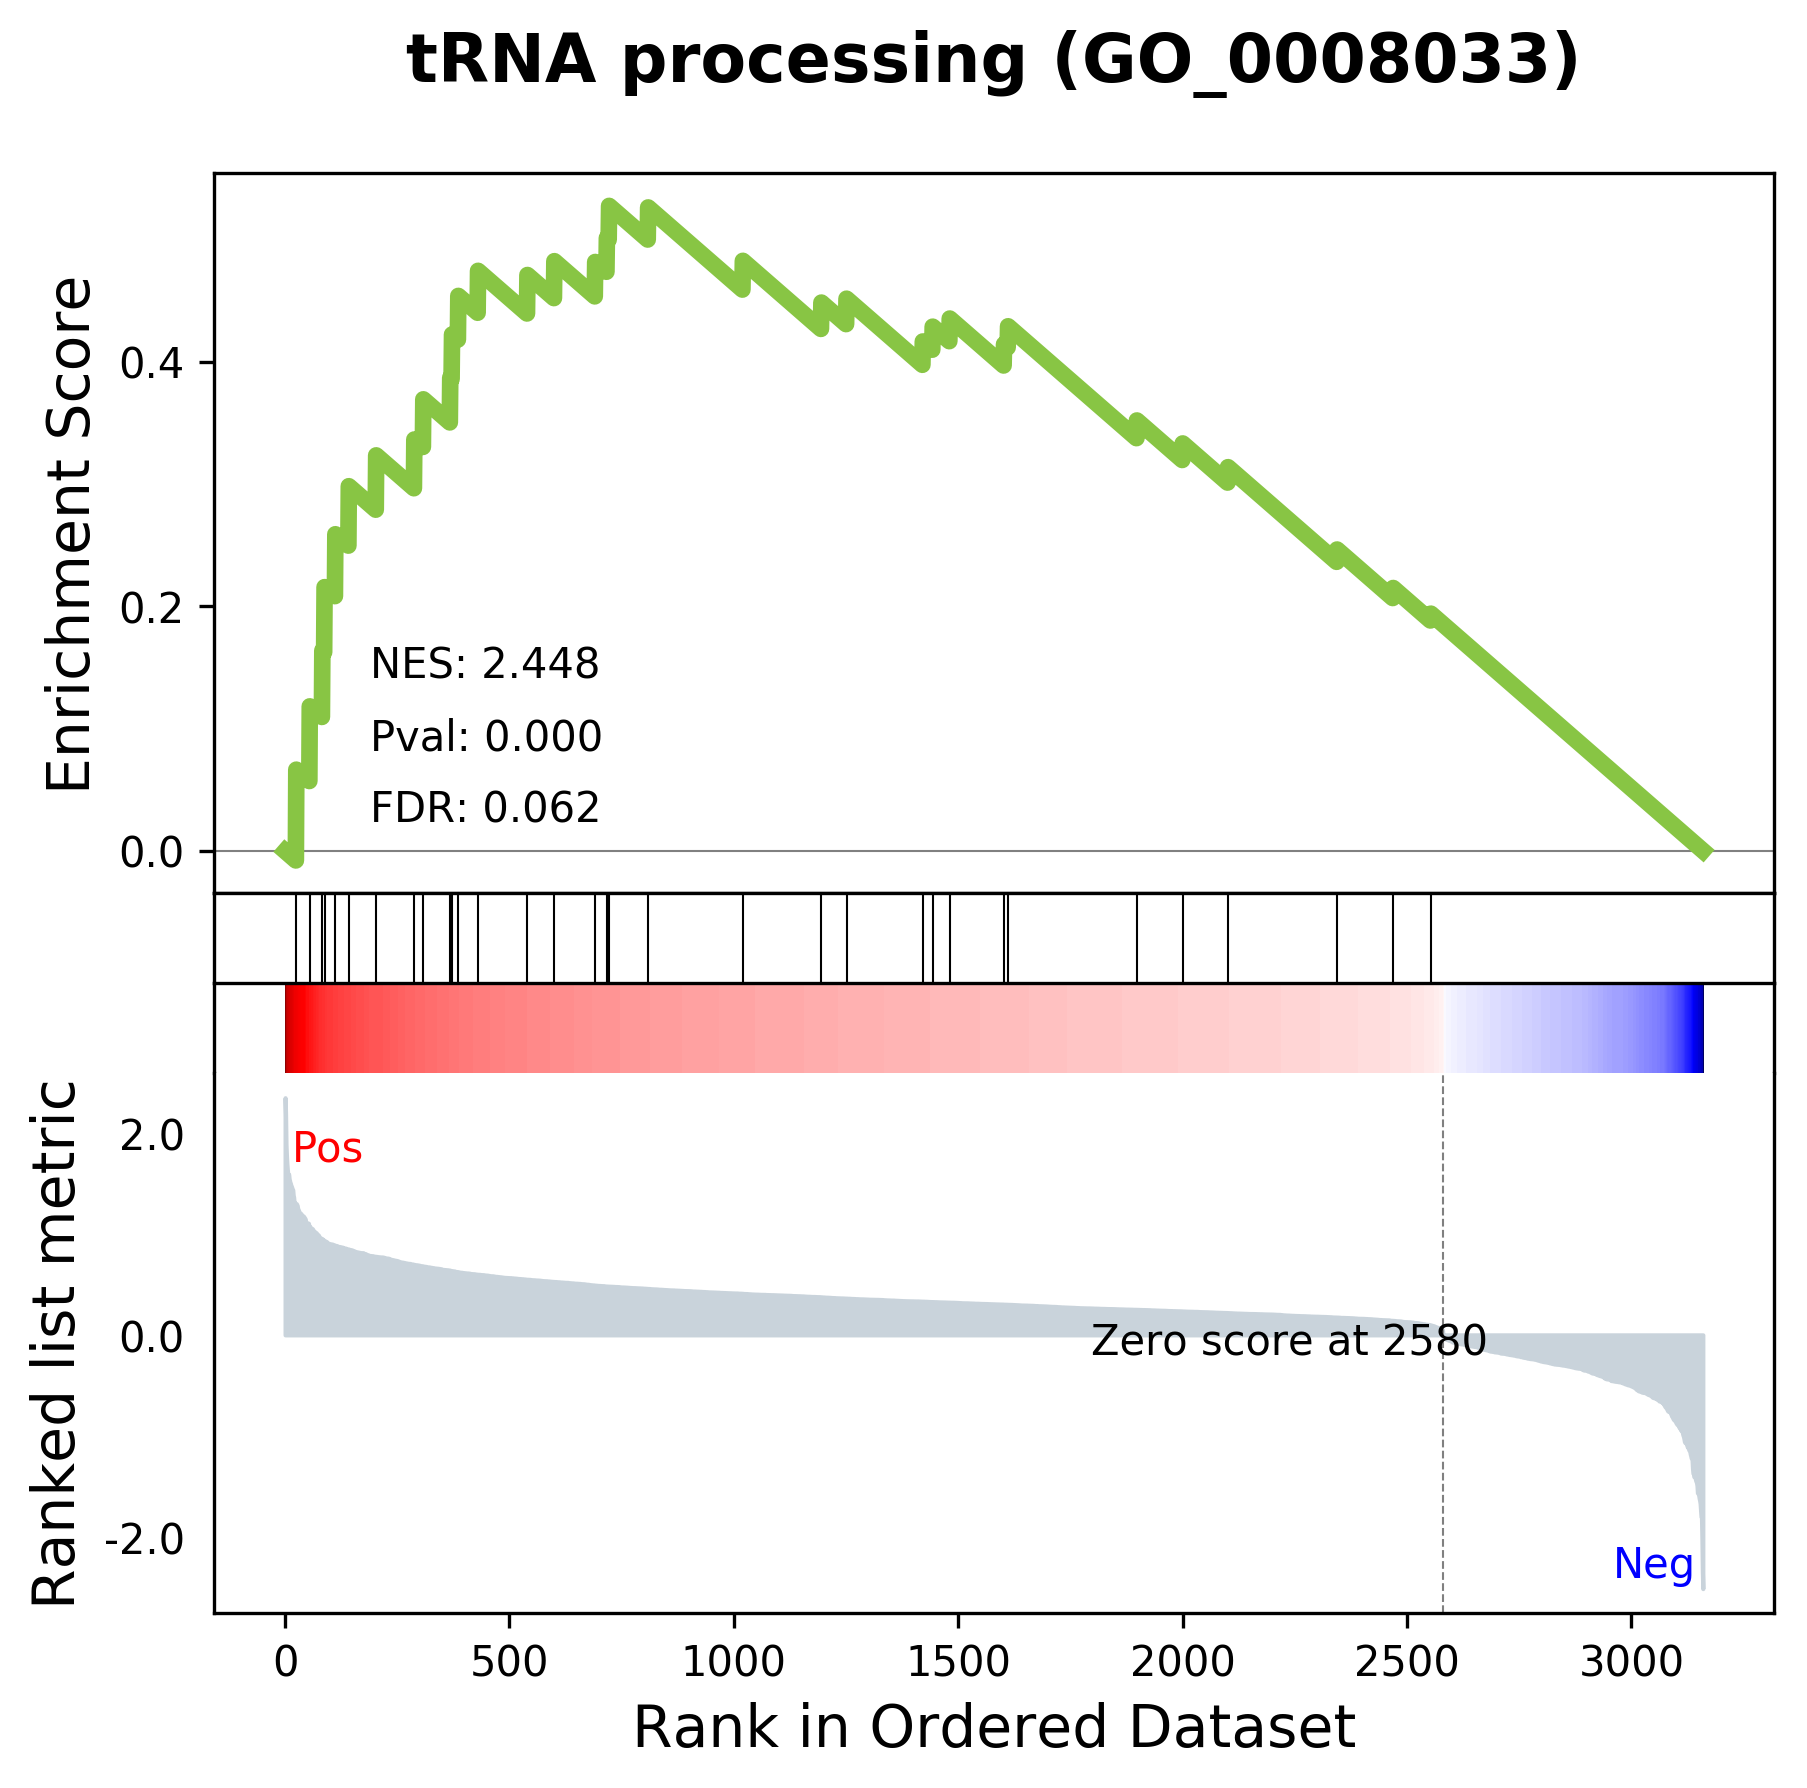 tRNA processing (GO_0008033)
Enrichment Score
0.4
0.2
0.0
NES: 2.448
Pval: 0.000
FDR: 0.062
Ranked list metric
2.0
0.0
-2.0
Pos
Zero score at 2580
Neg
0 500 1000 1500 2000 2500 3000
Rank in Ordered Dataset